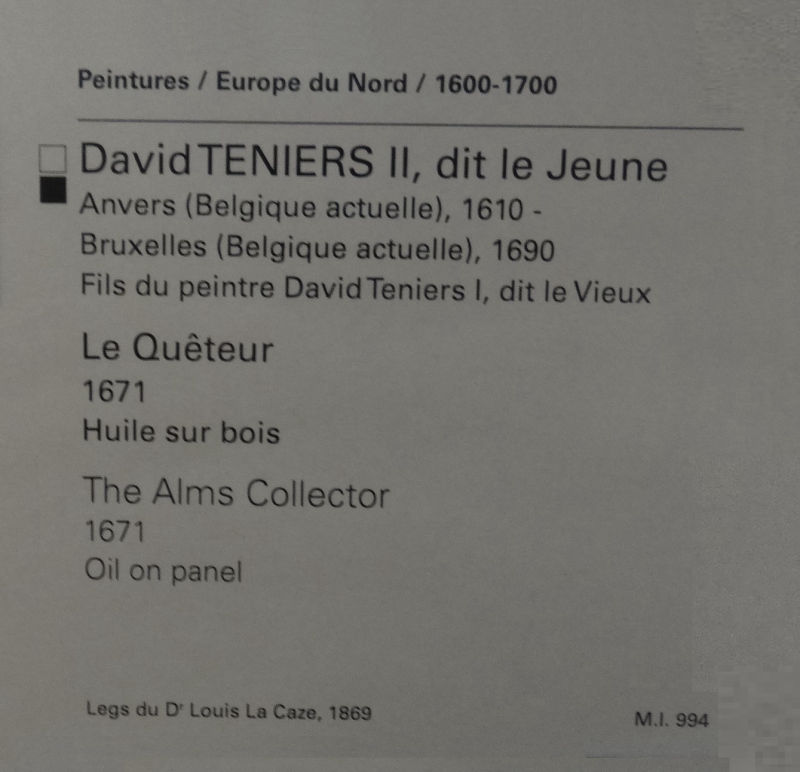 Peintures / Europe du Nord / 1600-1700
David TENIERS II, dit le Jeune
Anvers (Belgique actuelle), 1610 -
Bruxelles (Belgique actuelle), 1690
Fils du peintre David Teniers I, dit le Vieux
Le Quêteur
1671
Huile sur bois
The Alms Collector
1671
Oil on panel
Legs du Dr Louis La Caze, 1869
M.I. 994